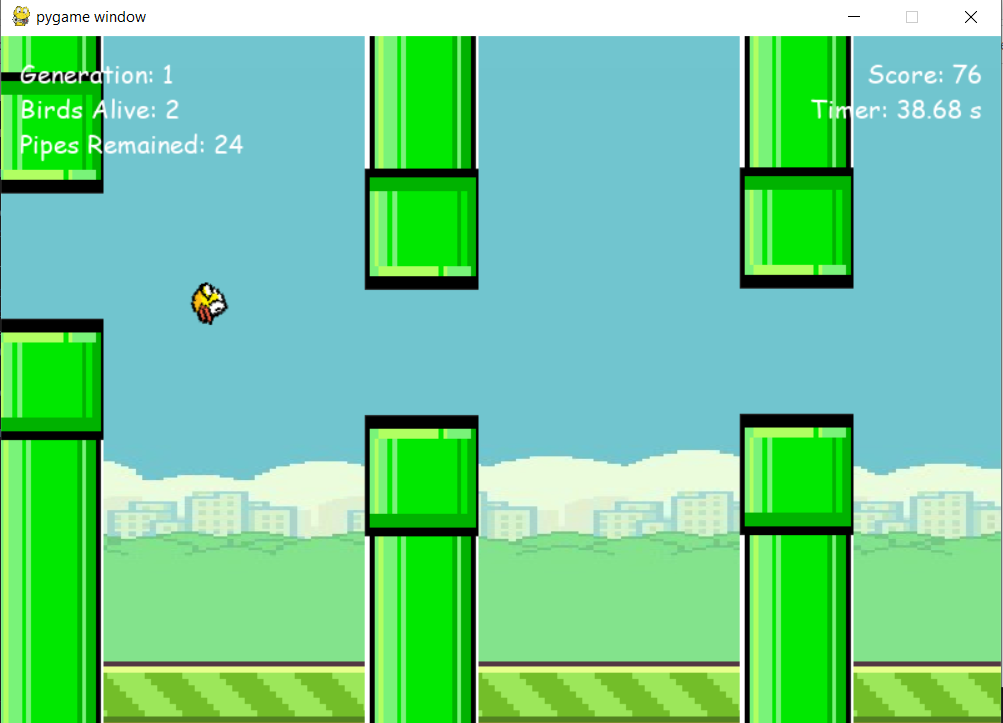 pygame window
Generation: 1
Birds Alive: 2
Pipes Remained: 24
Score: 76
Timer: 38.68 s